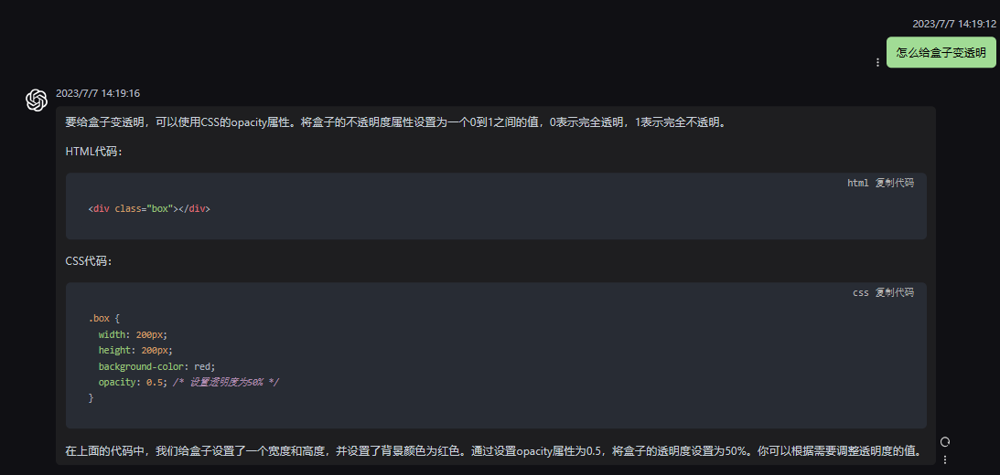 2023/7/7 14:19:12
怎么给盒子变透明
2023/7/7 14:19:16
要给盒子变透明，可以使用CSS的opacity属性。将盒子的不透明度属性设置为一个0到1之间的值，0表示完全透明，1表示完全不透明。
HTML代码：
html 复制代码
<div class="box"></div>
CSS代码：
css 复制代码
.box {
  width: 200px;
  height: 200px;
  background-color: red;
  opacity: 0.5; /* 设置透明度为50% */
}
在上面的代码中，我们给盒子设置了一个宽度和高度，并设置了背景颜色为红色。通过设置opacity属性为0.5，将盒子的透明度设置为50%。你可以根据需要调整透明度的值。